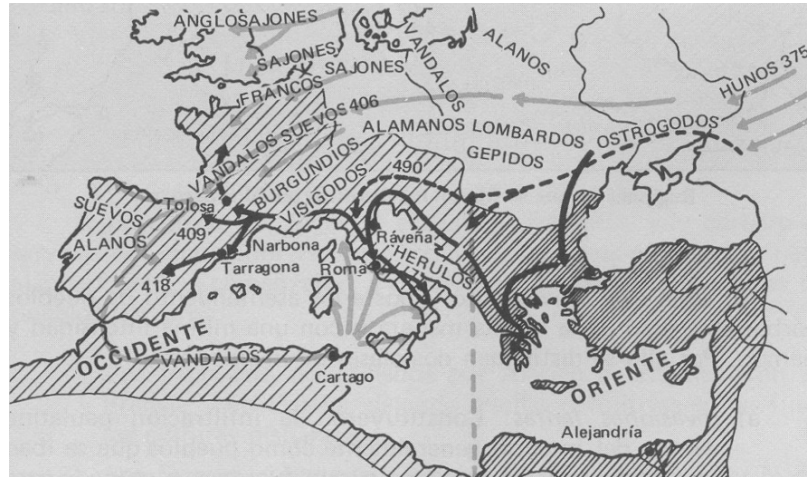 ANGLOSAJONES
SAJONES
SAJONES
FRANCOS
VANDALOS
ALANOS
HUNOS 375
VANDALOS SUEVOS 406
ALAMANOS LOMBARDOS
OSTROGODOS
GEPIDOS
BURGUNDIOS
VISIGODOS
490
Tolosa
SUEVOS
ALANOS
409
418
Narbona
Tarragona
Ráveña
Roma
HERULOS
OCCIDENTE
VANDALOS
Cartago
ORIENTE
Alejandría